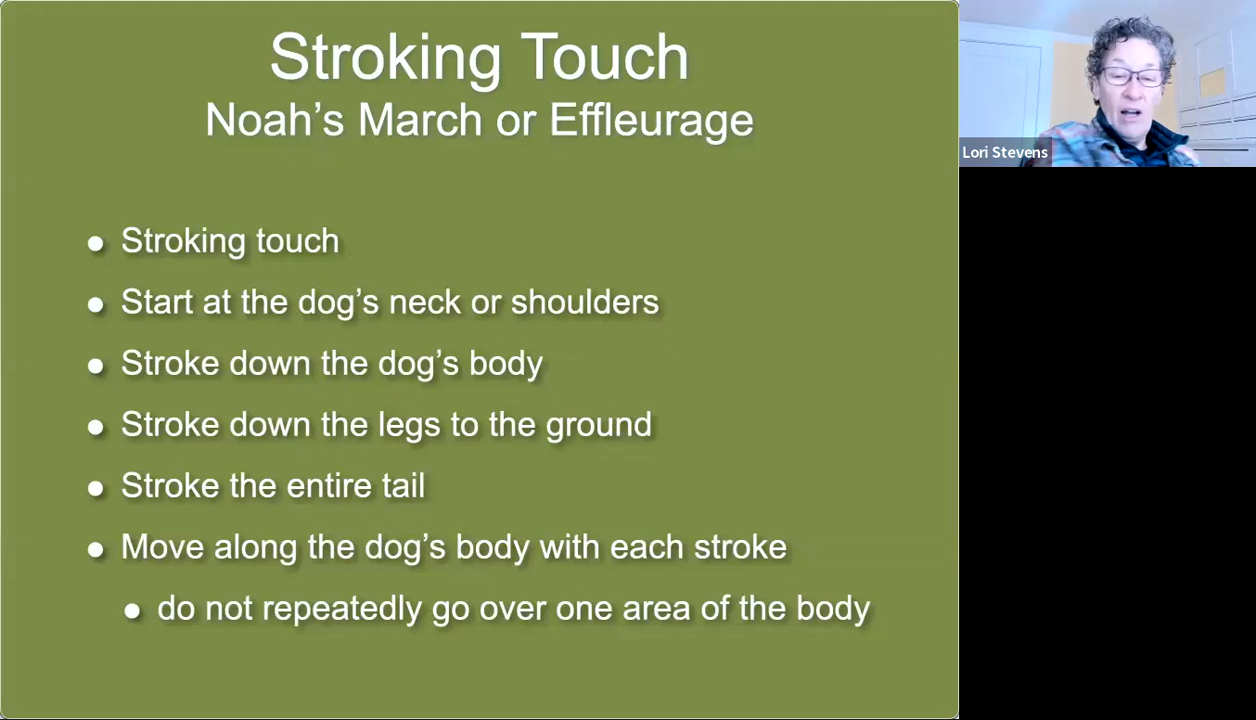 Stroking Touch
Noah’s March or Effleurage
● Stroking touch
● Start at the dog’s neck or shoulders
● Stroke down the dog’s body
● Stroke down the legs to the ground
● Stroke the entire tail
● Move along the dog’s body with each stroke
● do not repeatedly go over one area of the body
Lori Stevens